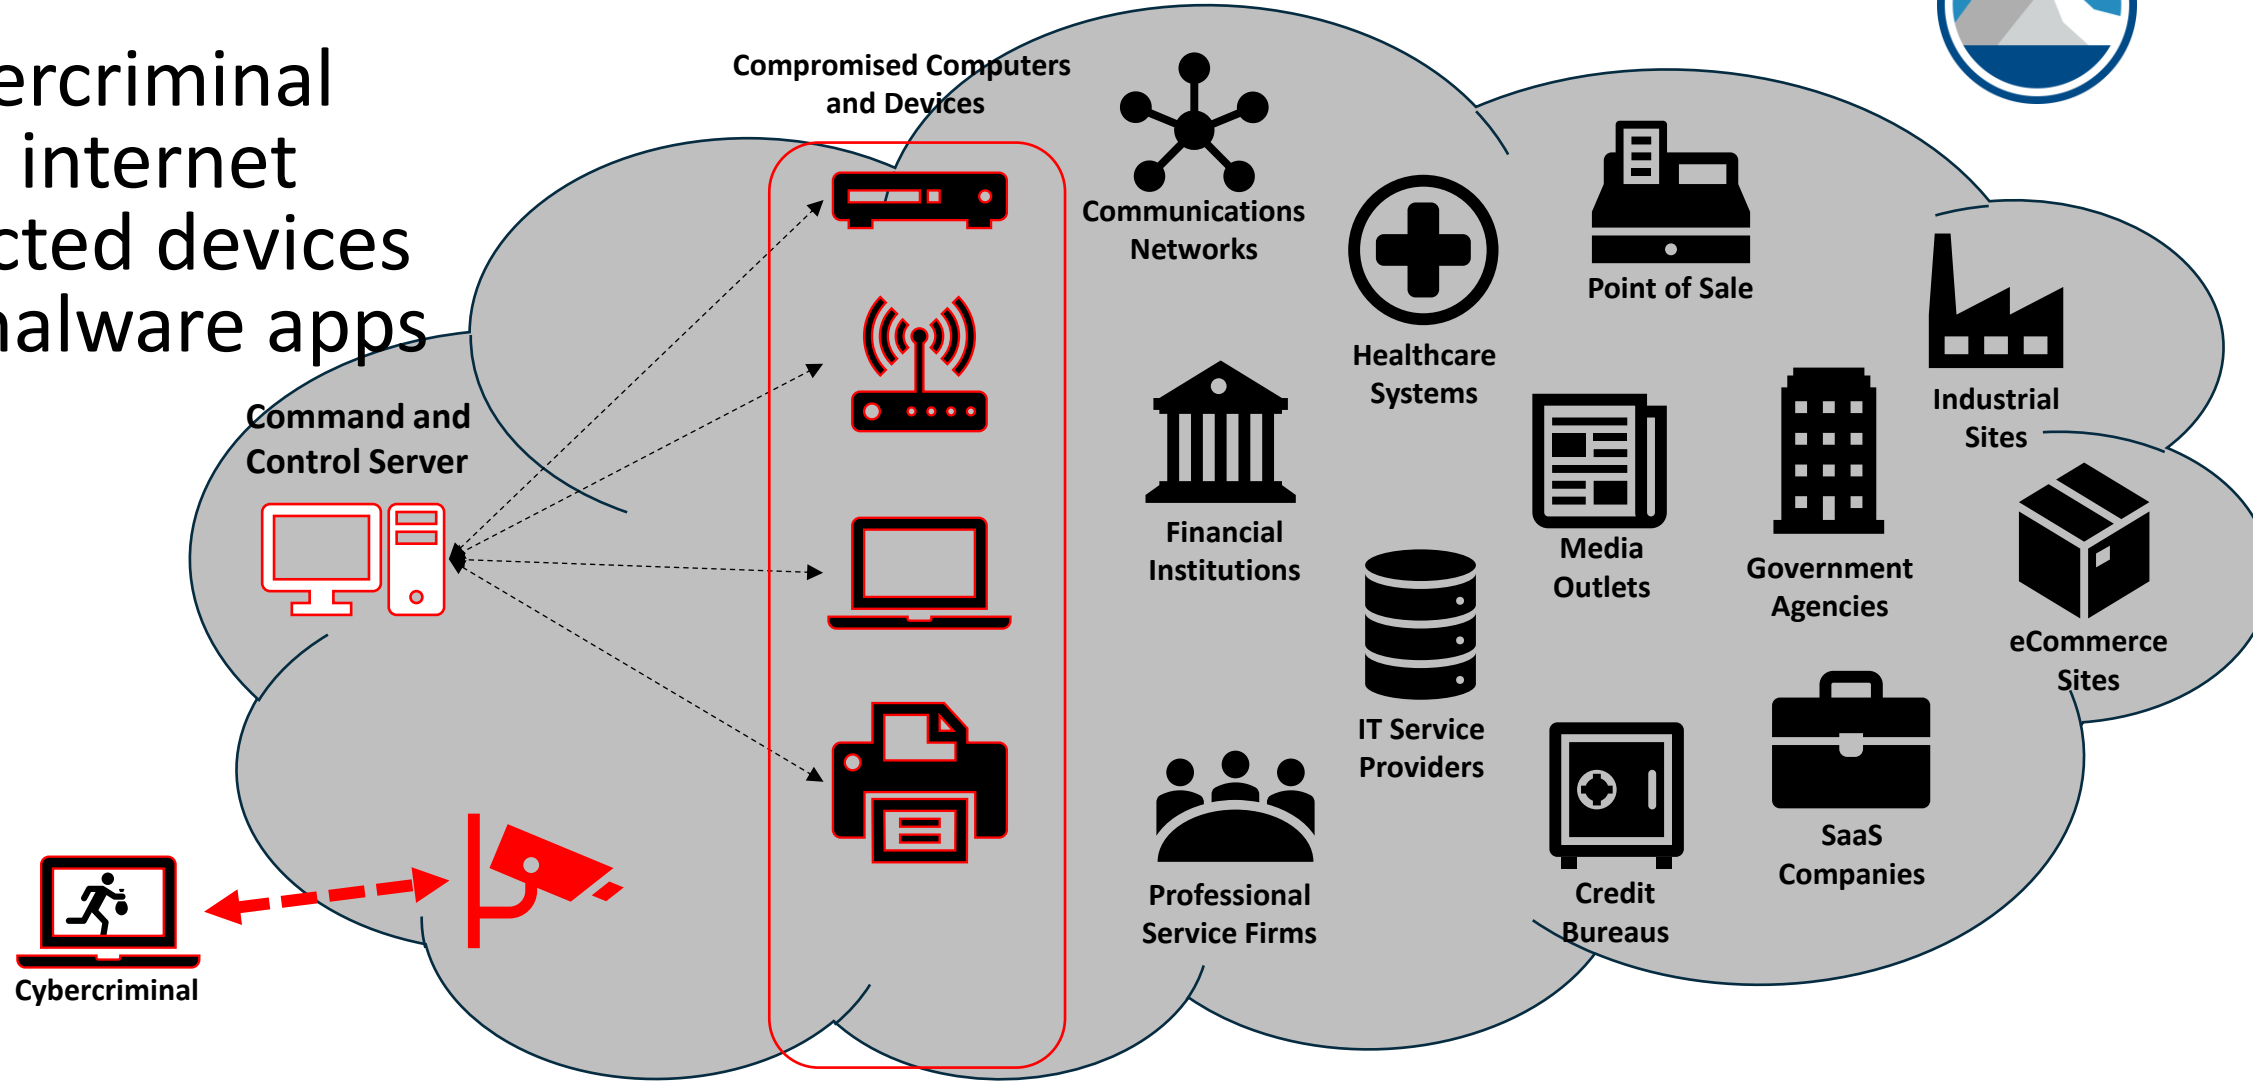 ercriminal
internet
cted devices
malware apps
Compromised Computers
and Devices
Communications
Networks
Healthcare
Systems
Point of Sale
Industrial
Sites
Command and
Control Server
Financial
Institutions
Media
Outlets
Government
Agencies
eCommerce
Sites
IT Service
Providers
Professional
Service Firms
Credit
Bureaus
SaaS
Companies
Cybercriminal